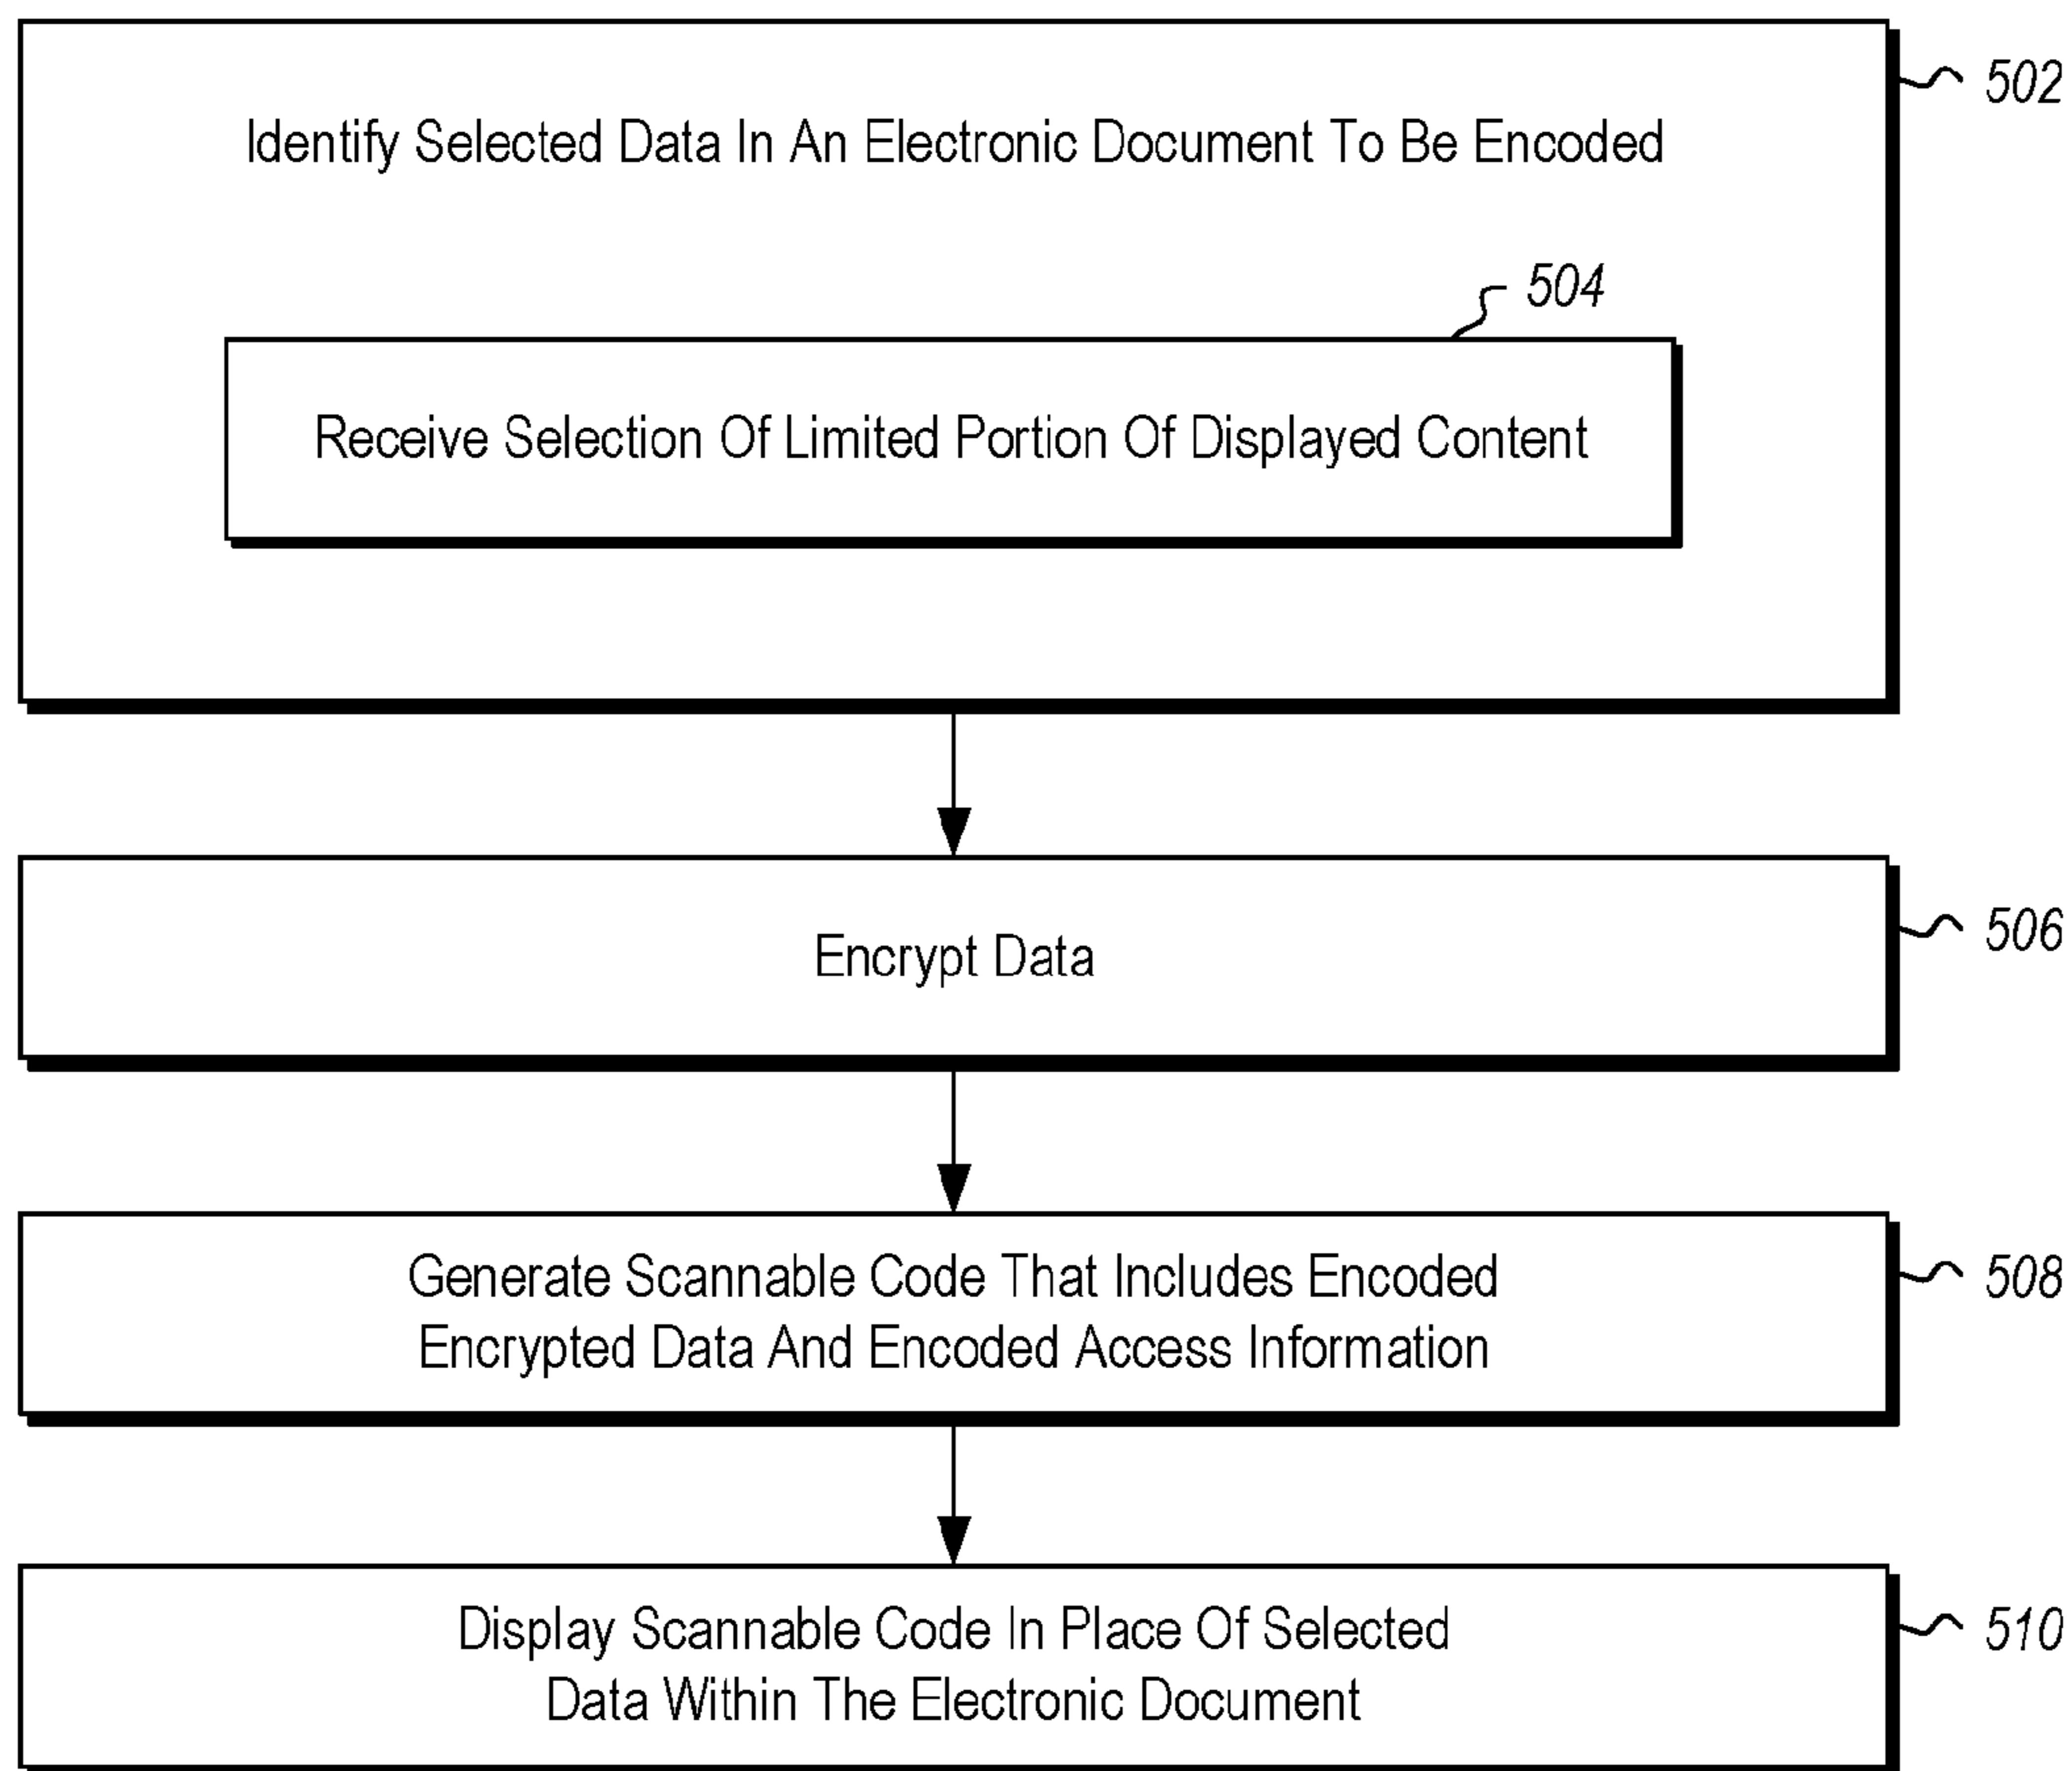 502
Identify Selected Data In An Electronic Document To Be Encoded
504
Receive Selection Of Limited Portion Of Displayed Content
Encrypt Data
506
Generate Scannable Code That Includes Encoded
Encrypted Data And Encoded Access Information
508
Display Scannable Code In Place Of Selected
Data Within The Electronic Document
510